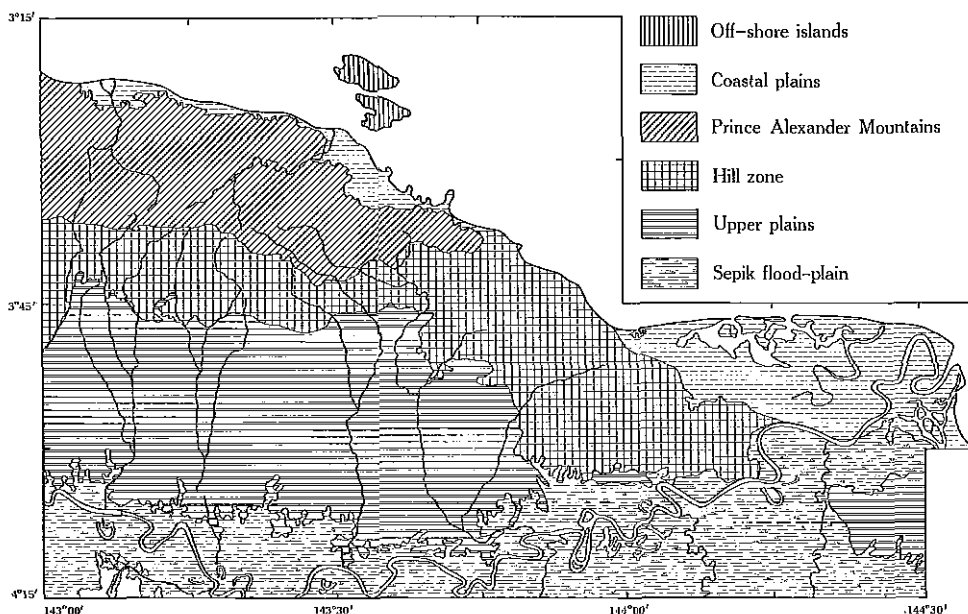 3°15'
Off-shore islands
Coastal plains
Prince Alexander Mountains
Hill zone
Upper plains
Sepik flood-plain
3°45'
4°15'
143°00'
143°30'
144°00'
144°30'